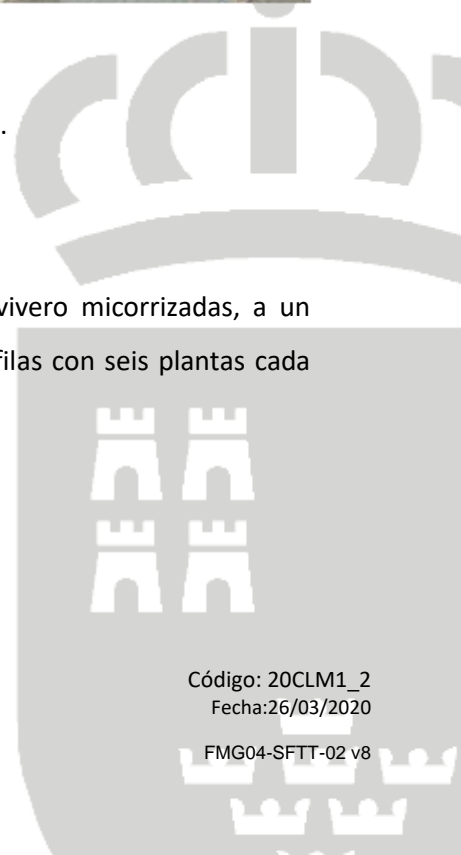 .
vivero micorrizadas, a un
filas con seis plantas cada
Código: 20CLM1_2
Fecha:26/03/2020
FMG04-SFTT-02 v8